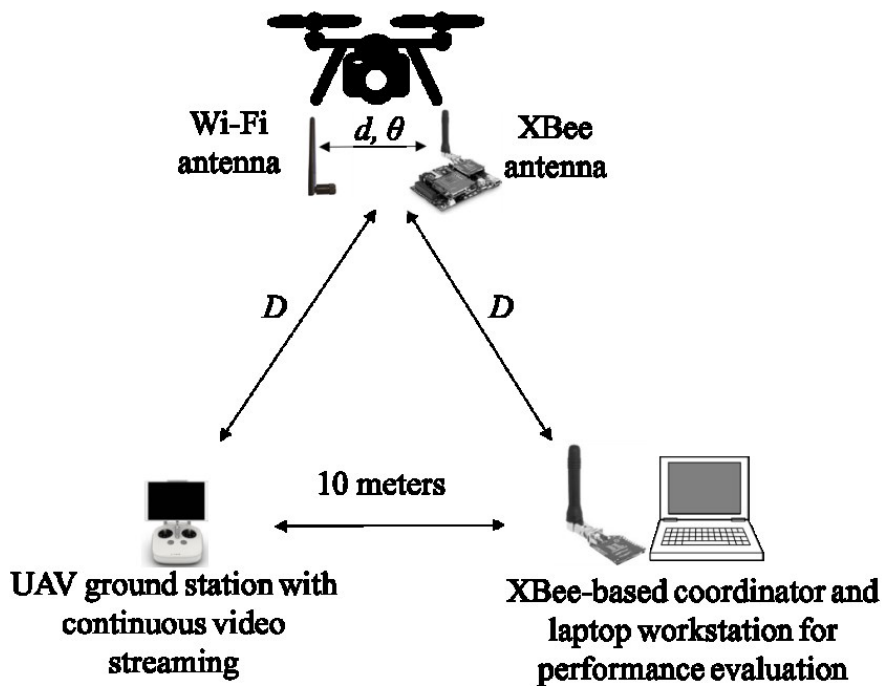 Wi-Fi
antenna
d, θ
XBee
antenna
D
D
10 meters
UAV ground station with
continuous video
streaming
XBee-based coordinator and
laptop workstation for
performance evaluation